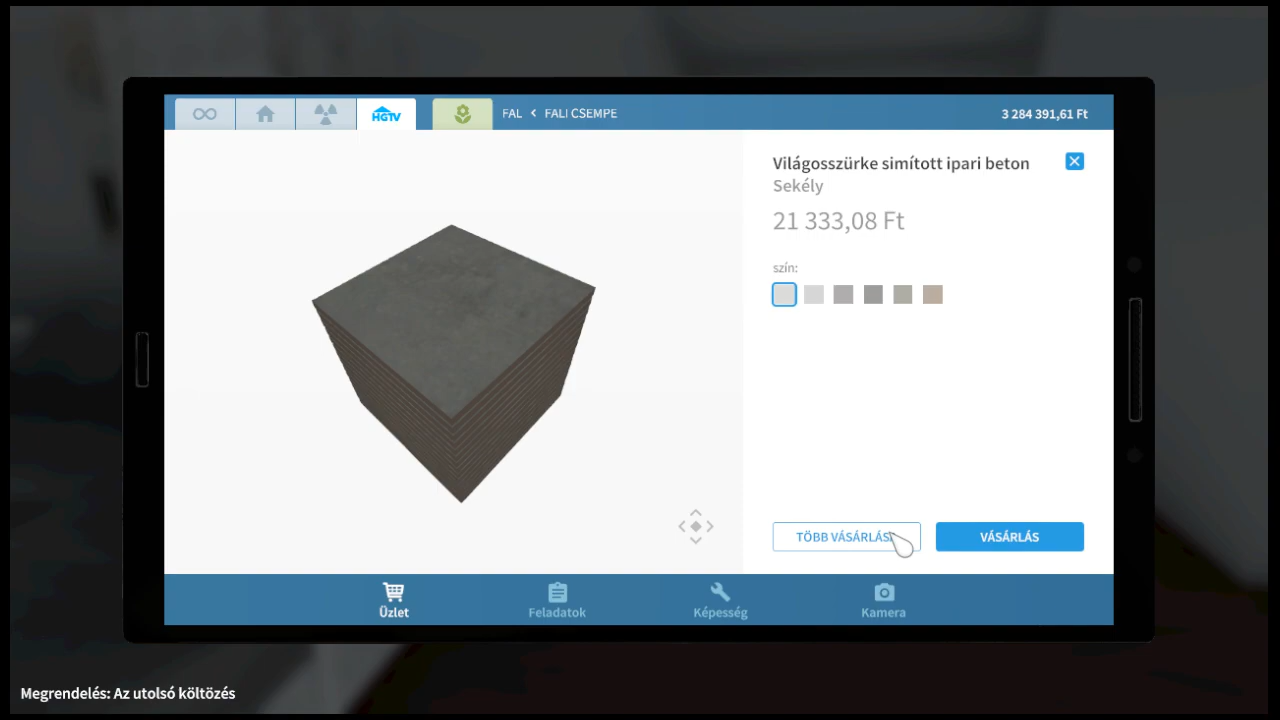 HGTV
FAL < FALI CSEMPE
3 284 391,61 Ft
Világosszürke simított ipari beton
Sekély
21 333,08 Ft
szín:
TÖBB VÁSÁRLÁSA
VÁSÁRLÁS
Üzlet
Feladatok
Képesség
Kamera
Megrendelés: Az utolsó költözés